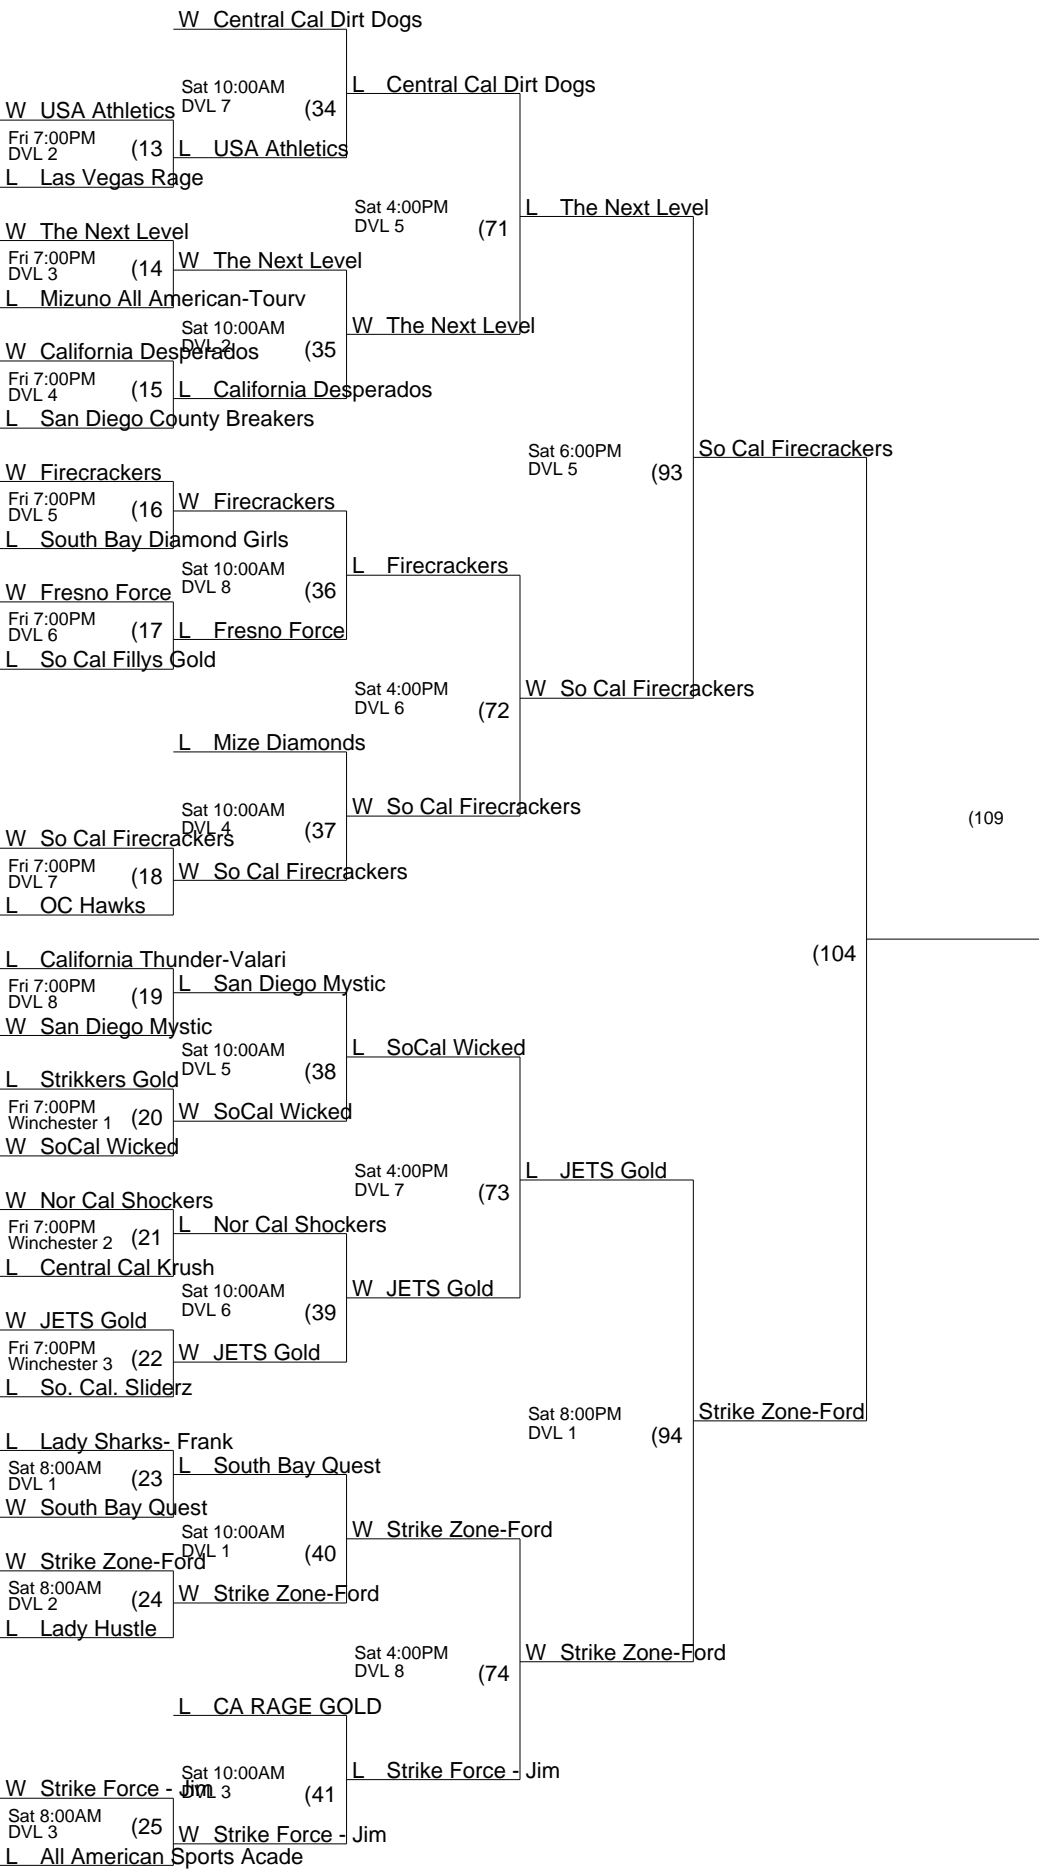 W Central Cal Dirt Dogs
Sat 10:00AM
DVL 7 (34
L Central Cal Dirt Dogs
W USA Athletics
Fri 7:00PM
DVL 2 (13
L USA Athletics
L Las Vegas Rage
Sat 4:00PM
DVL 5 (71
L The Next Level
W The Next Level
Fri 7:00PM
DVL 3 (14
W The Next Level
L Mizuno All American-Tourv
Sat 10:00AM
DVL 2 (35
W The Next Level
W California Desperados
Fri 7:00PM
DVL 4 (15
L California Desperados
L San Diego County Breakers
Sat 6:00PM
DVL 5 (93
So Cal Firecrackers
W Firecrackers
Fri 7:00PM
DVL 5 (16
W Firecrackers
L South Bay Diamond Girls
Sat 10:00AM
DVL 8 (36
L Firecrackers
W Fresno Force
Fri 7:00PM
DVL 6 (17
L Fresno Force
L So Cal Fillys Gold
Sat 4:00PM
DVL 6 (72
W So Cal Firecrackers
L Mize Diamonds
Sat 10:00AM
DVL 4 (37
W So Cal Firecrackers
(109
W So Cal Firecrackers
Fri 7:00PM
DVL 7 (18
W So Cal Firecrackers
L OC Hawks
(104
L California Thunder-Valari
Fri 7:00PM
DVL 8 (19
L San Diego Mystic
W San Diego Mystic
Sat 10:00AM
DVL 5 (38
L SoCal Wicked
L Strikkers Gold
Fri 7:00PM
Winchester 1 (20
W SoCal Wicked
W SoCal Wicked
Sat 4:00PM
DVL 7 (73
L JETS Gold
W Nor Cal Shockers
Fri 7:00PM
Winchester 2 (21
L Nor Cal Shockers
L Central Cal Krush
Sat 10:00AM
DVL 6 (39
W JETS Gold
W JETS Gold
Fri 7:00PM
Winchester 3 (22
W JETS Gold
L So. Cal. Sliderz
Sat 8:00PM
DVL 1 (94
Strike Zone-Ford
L Lady Sharks- Frank
Sat 8:00AM
DVL 1 (23
L South Bay Quest
W South Bay Quest
Sat 10:00AM
DVL 1 (40
W Strike Zone-Ford
W Strike Zone-Ford
Sat 8:00AM
DVL 2 (24
W Strike Zone-Ford
L Lady Hustle
Sat 4:00PM
DVL 8 (74
W Strike Zone-Ford
L CA RAGE GOLD
Sat 10:00AM
DVL 3 (41
L Strike Force - Jim
W Strike Force - Jim
Sat 8:00AM
DVL 3 (25
W Strike Force - Jim
L All American Sports Acade